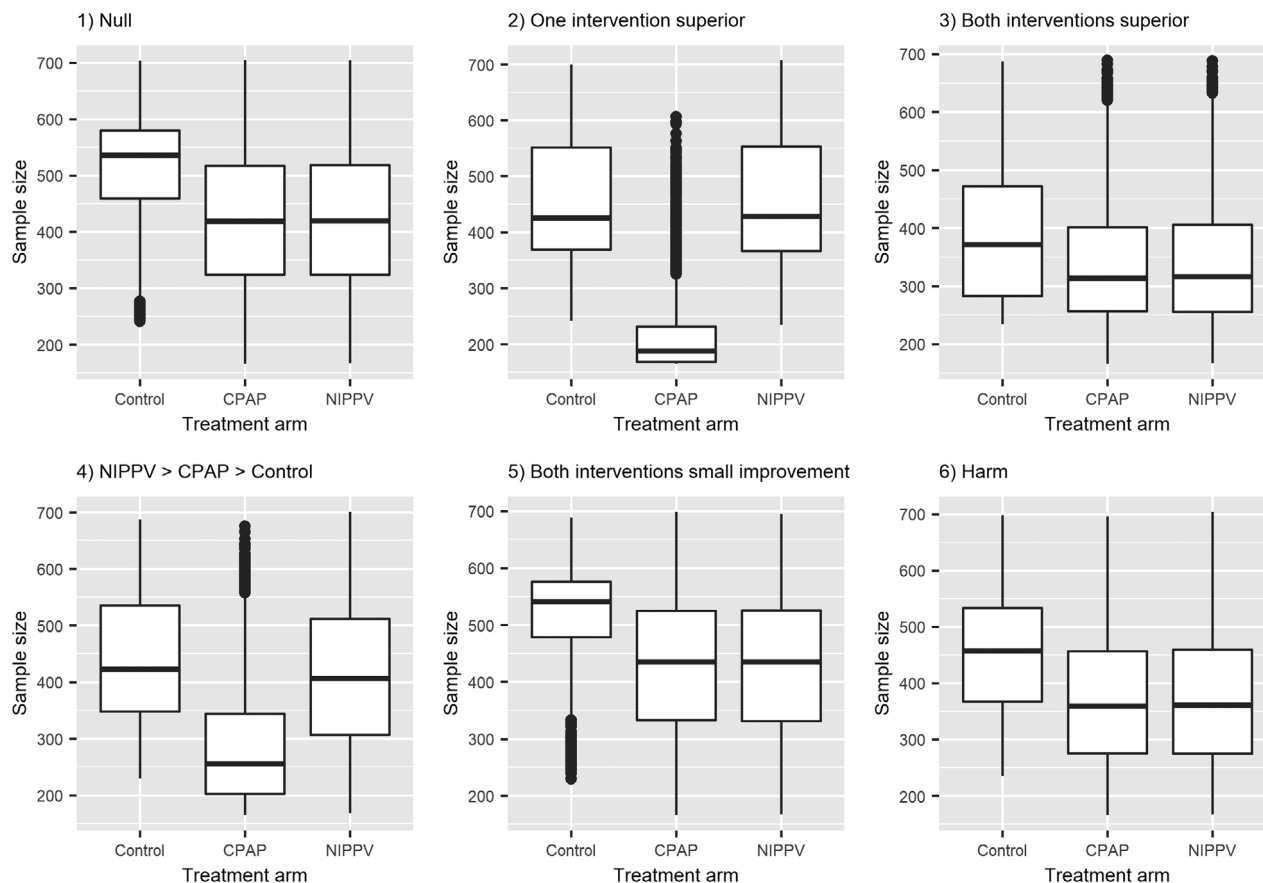 1) Null
700
600
500
400
300
200
Sample size
Control CPAP NIPPV
Treatment arm
2) One intervention superior
700
600
500
400
300
200
Sample size
Control CPAP NIPPV
Treatment arm
3) Both interventions superior
700
600
500
400
300
200
Sample size
Control CPAP NIPPV
Treatment arm
4) NIPPV > CPAP > Control
700
600
500
400
300
200
Sample size
Control CPAP NIPPV
Treatment arm
5) Both interventions small improvement
700
600
500
400
300
200
Sample size
Control CPAP NIPPV
Treatment arm
6) Harm
700
600
500
400
300
200
Sample size
Control CPAP NIPPV
Treatment arm